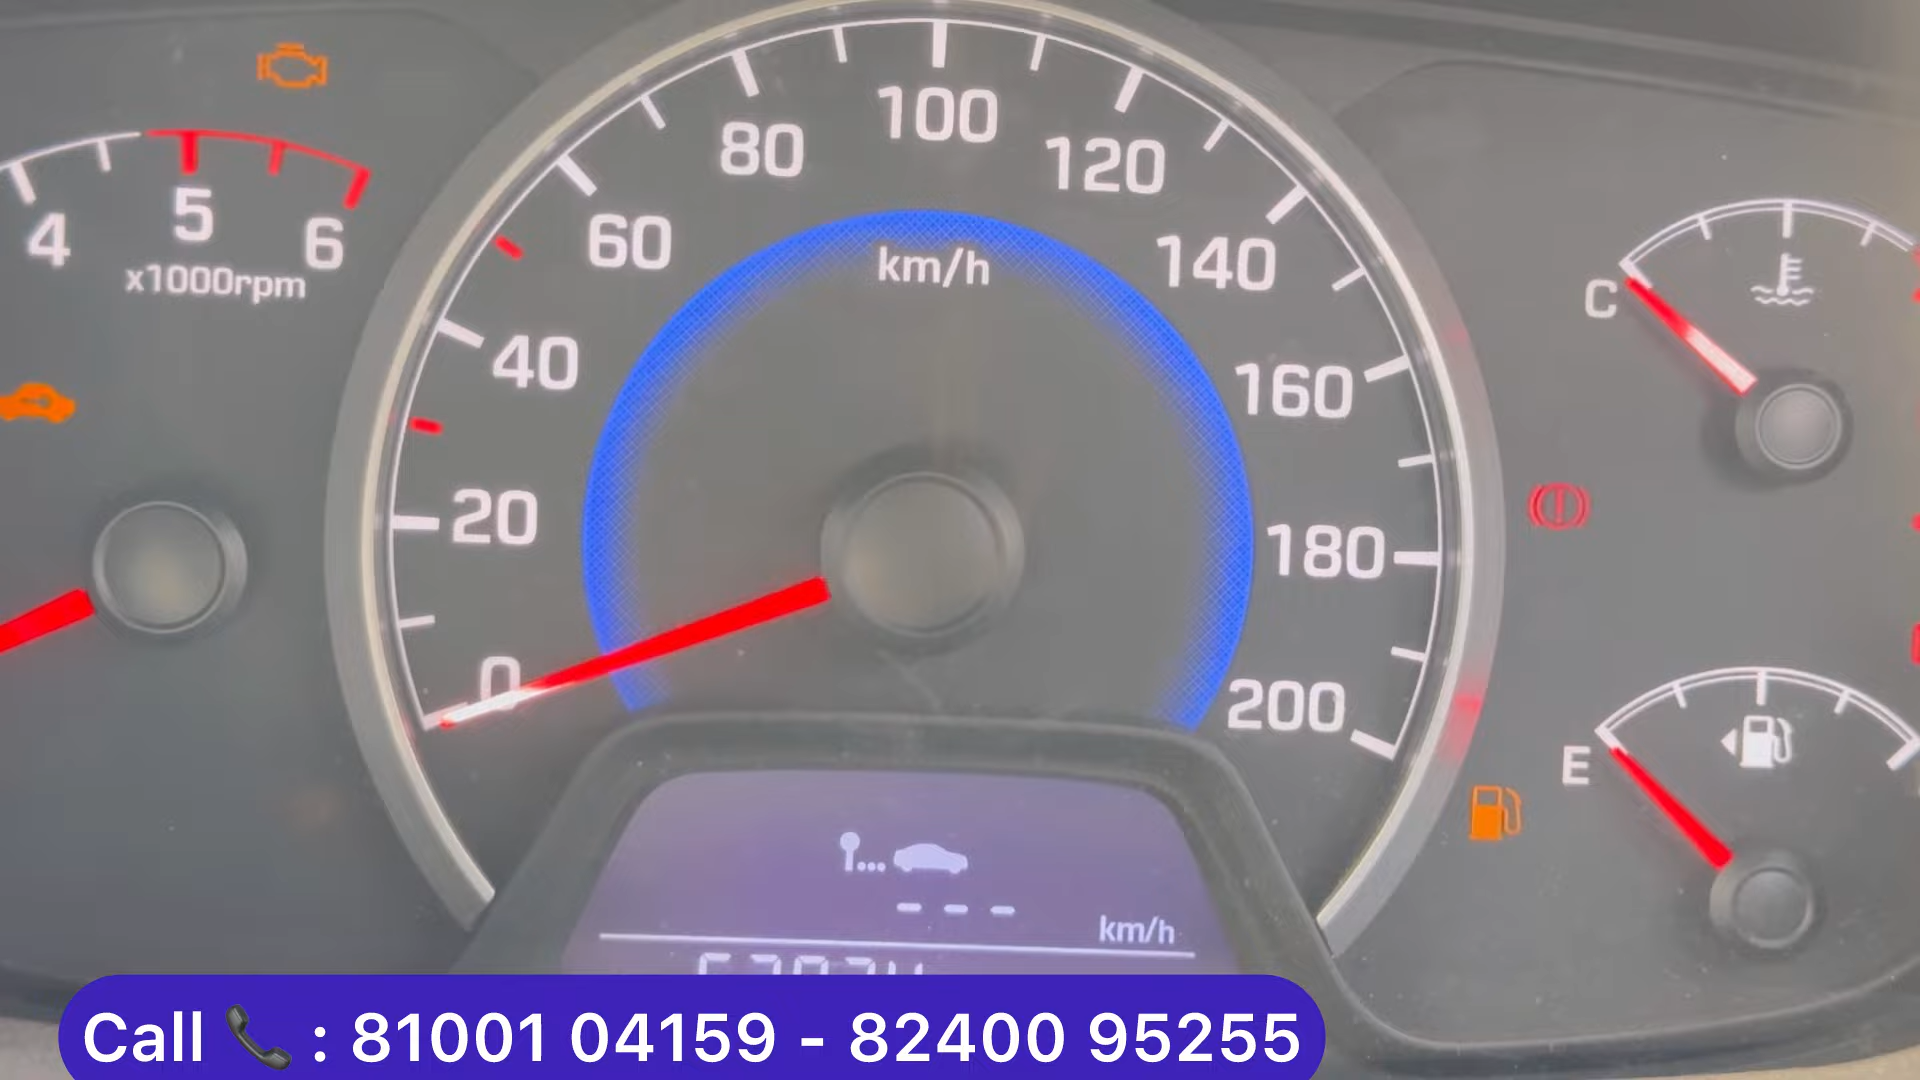 4 5 6
x1000rpm
0 20 40 60 80 100 120 140 160 180 200
km/h
C
E
--- km/h
Call 📞 : 81001 04159 - 82400 95255